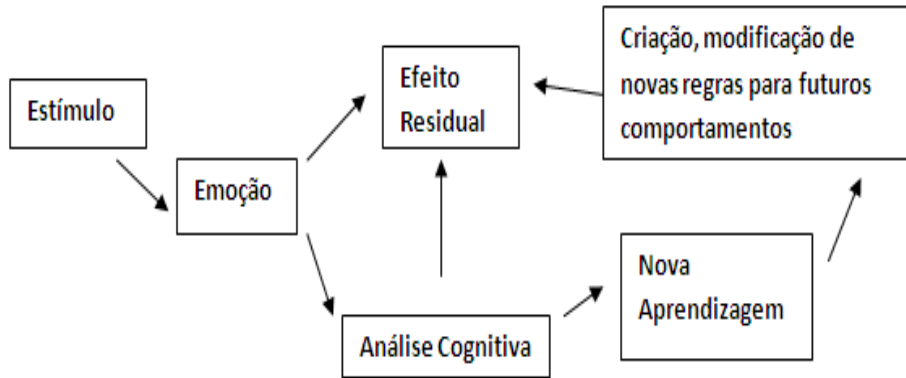 Estímulo
Emoção
Efeito
Residual
Criação, modificação de
novas regras para futuros
comportamentos
Análise Cognitiva
Nova
Aprendizagem